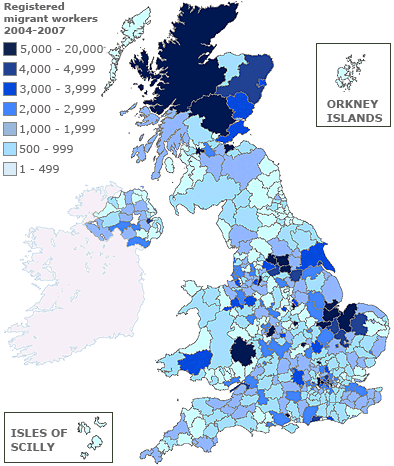 Registered
migrant workers
2004-2007
5,000 - 20,000
4,000 - 4,999
3,000 - 3,999
2,000 - 2,999
1,000 - 1,999
500 - 999
1 - 499
ORKNEY
ISLANDS
ISLES OF
SCILLY